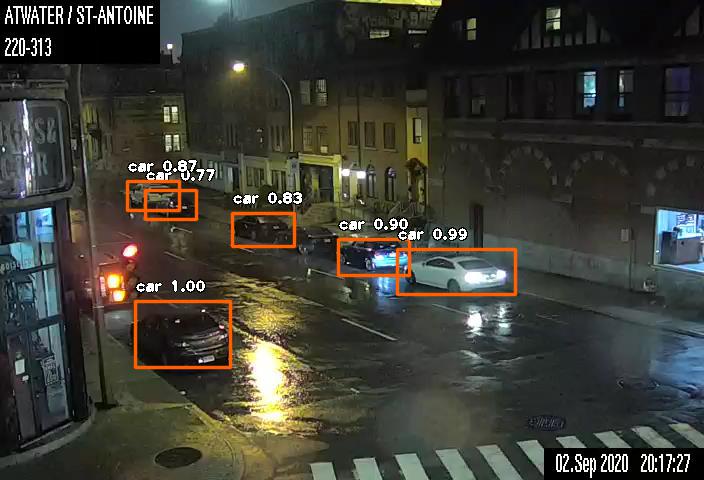 ATWATER / ST-ANTOINE
220-313
car 0.87
car 0.77
car 0.83
car 0.90
car 0.99
car 1.00
02.Sep 2020 20:17:27